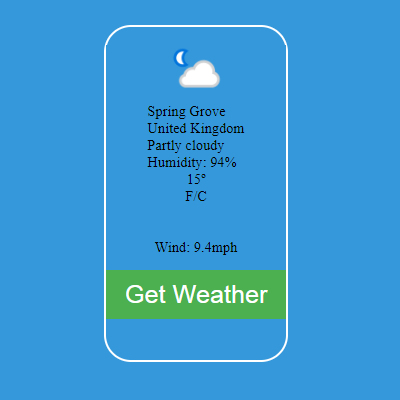 Spring Grove
United Kingdom
Partly cloudy
Humidity: 94%
15°
F/C
Wind: 9.4mph
Get Weather